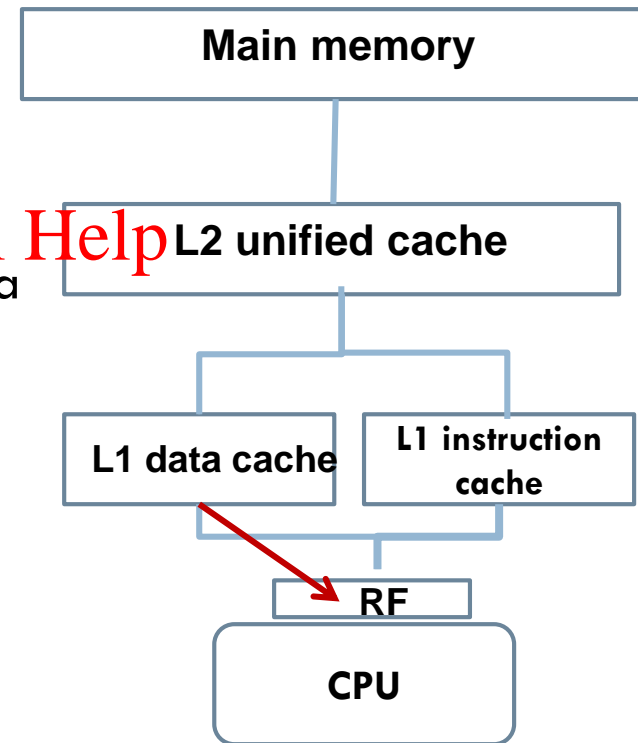 Main memory
Help
L2 unified cache
a
L1 data cache
L1 instruction
cache
RF
CPU